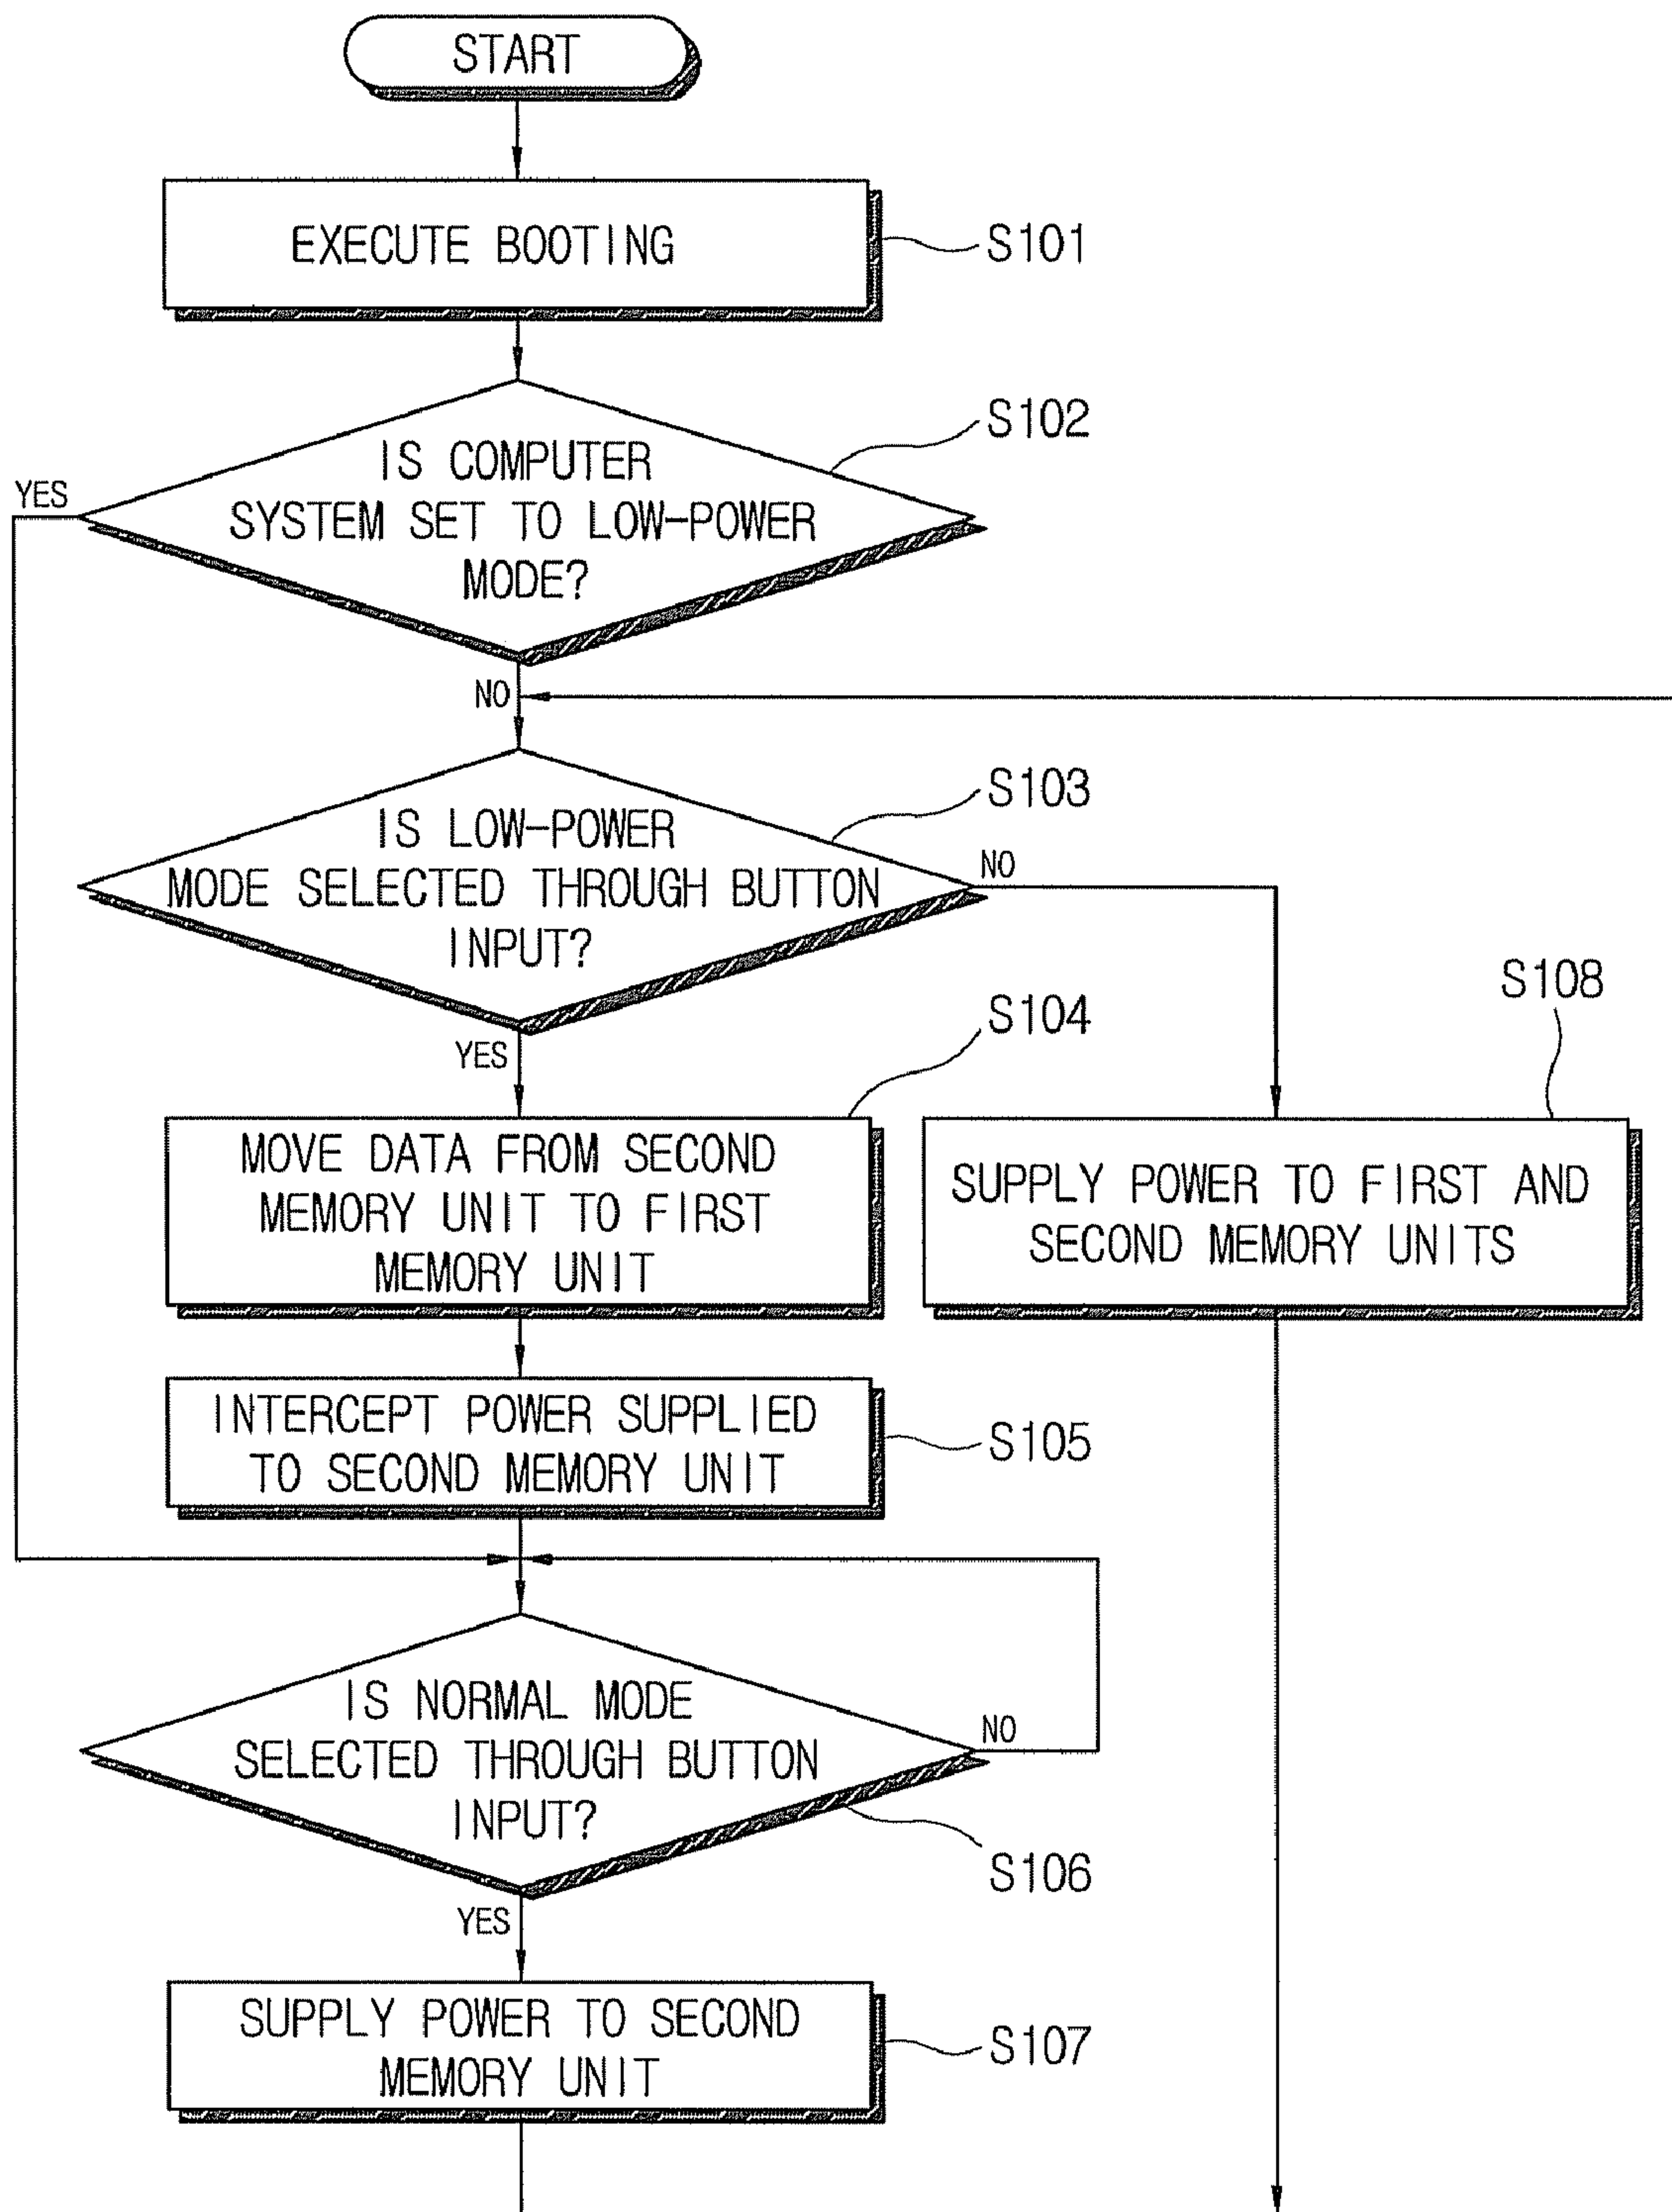 START
EXECUTE BOOTING
S101
S102
IS COMPUTER
SYSTEM SET TO LOW-POWER
MODE?
YES
NO
S103
IS LOW-POWER
MODE SELECTED THROUGH BUTTON
INPUT?
NO
YES
S104
S108
MOVE DATA FROM SECOND
MEMORY UNIT TO FIRST
MEMORY UNIT
SUPPLY POWER TO FIRST AND
SECOND MEMORY UNITS
INTERCEPT POWER SUPPLIED
TO SECOND MEMORY UNIT
S105
IS NORMAL MODE
SELECTED THROUGH BUTTON
INPUT?
NO
S106
YES
SUPPLY POWER TO SECOND
MEMORY UNIT
S107